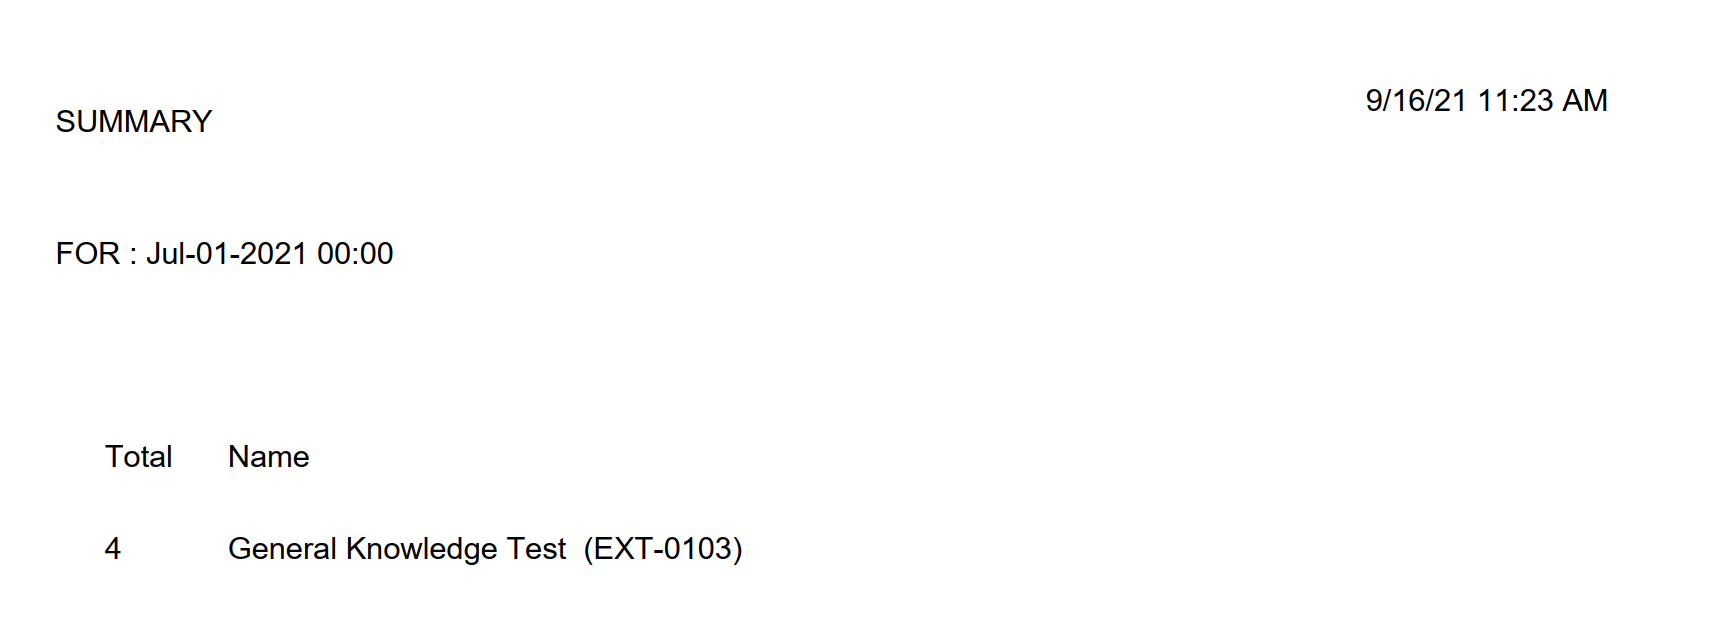 9/16/21 11:23 AM
SUMMARY
FOR : Jul-01-2021 00:00
Total Name
4 General Knowledge Test (EXT-0103)